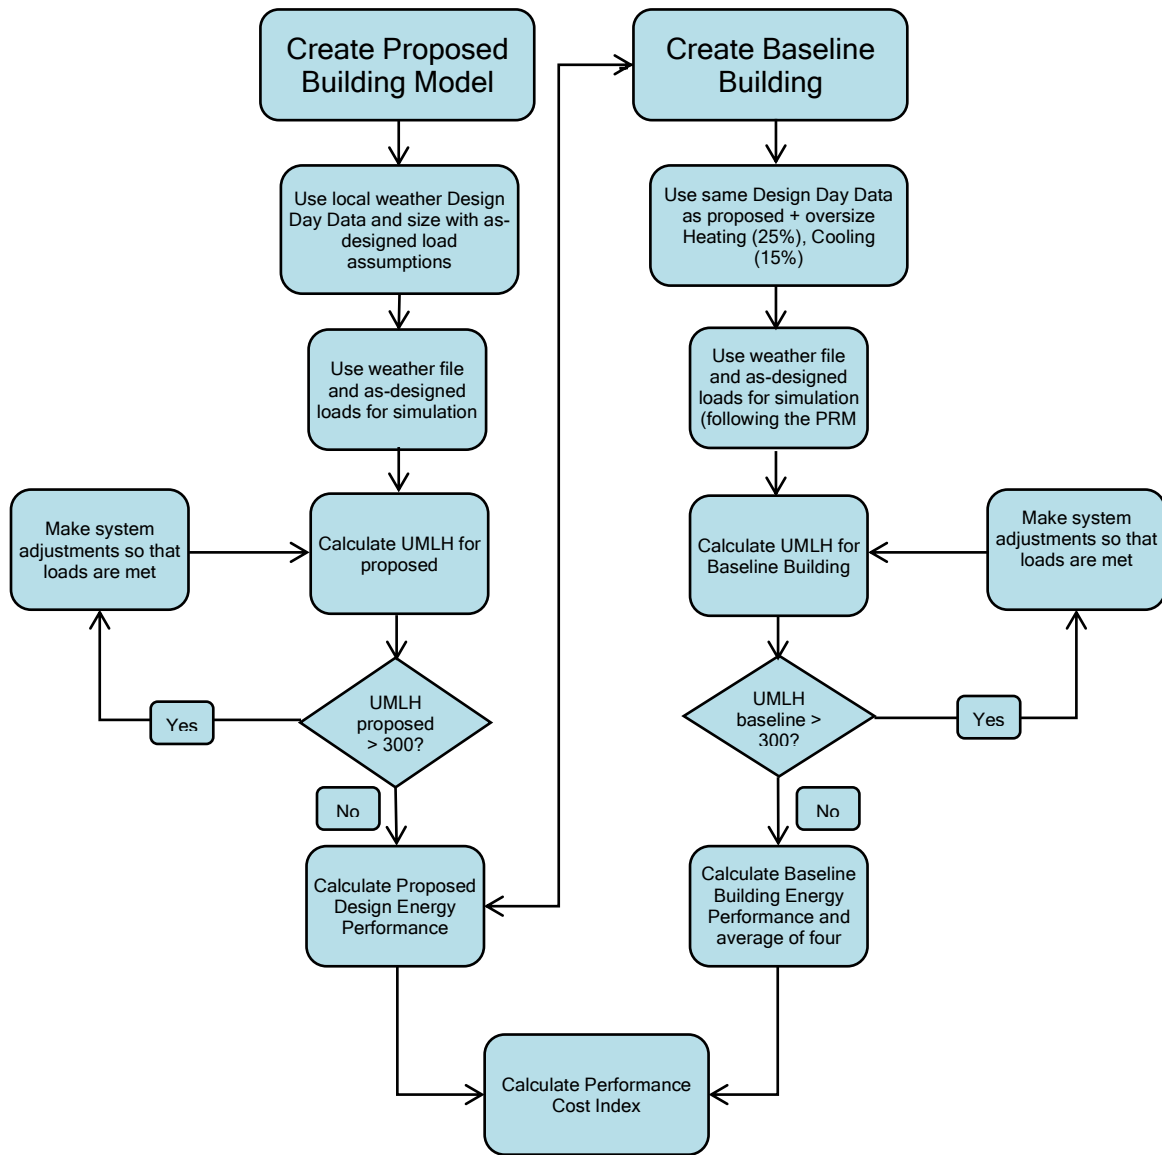 Create Proposed
Building Model
Use local weather Design
Day Data and size with as-
designed load
assumptions
Use weather file
and as-designed
loads for simulation
Make system
adjustments so that
loads are met
Calculate UMLH for
proposed
UMLH
proposed
> 300?
Yes
No
Calculate Proposed
Design Energy
Performance
Create Baseline
Building
Use same Design Day Data
as proposed + oversize
Heating (25%), Cooling
(15%)
Use weather file
and as-designed
loads for simulation
(following the PRM
Calculate UMLH for
Baseline Building
Make system
adjustments so that
loads are met
UMLH
baseline >
300?
Yes
No
Calculate Baseline
Building Energy
Performance and
average of four
Calculate Performance
Cost Index